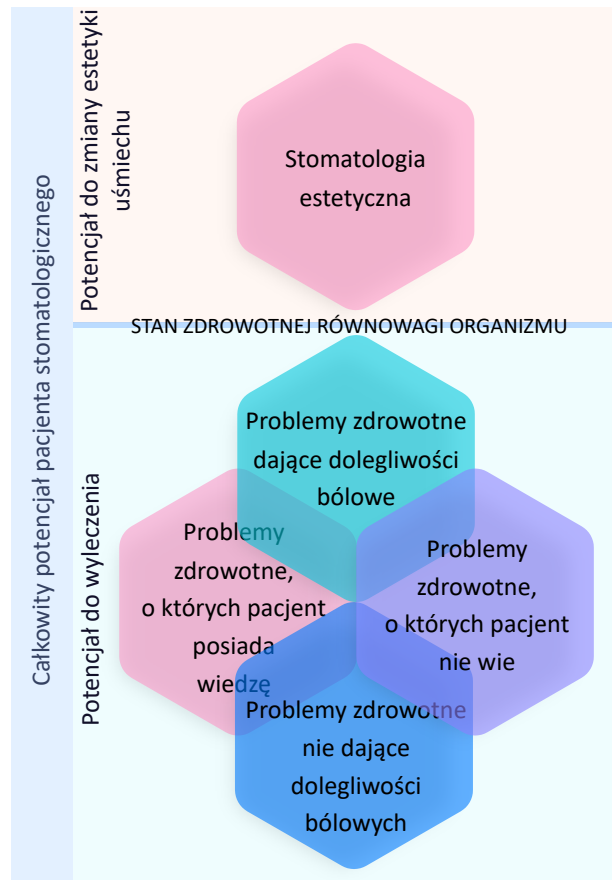 Całkowity potencjał pacjenta stomatologicznego
Potencjał do zmiany estetyki
uśmiechu
Stomatologia
estetyczna
STAN ZDROWOTNEJ RÓWNOWAGI ORGANIZMU
Potencjał do wyleczenia
Problemy zdrowotne
dające dolegliwości
bólowe
Problemy
zdrowotne,
o których pacjent
posiada
wiedzę
Problemy
zdrowotne,
o których pacjent
nie wie
Problemy zdrowotne
nie dające
dolegliwości
bólowych